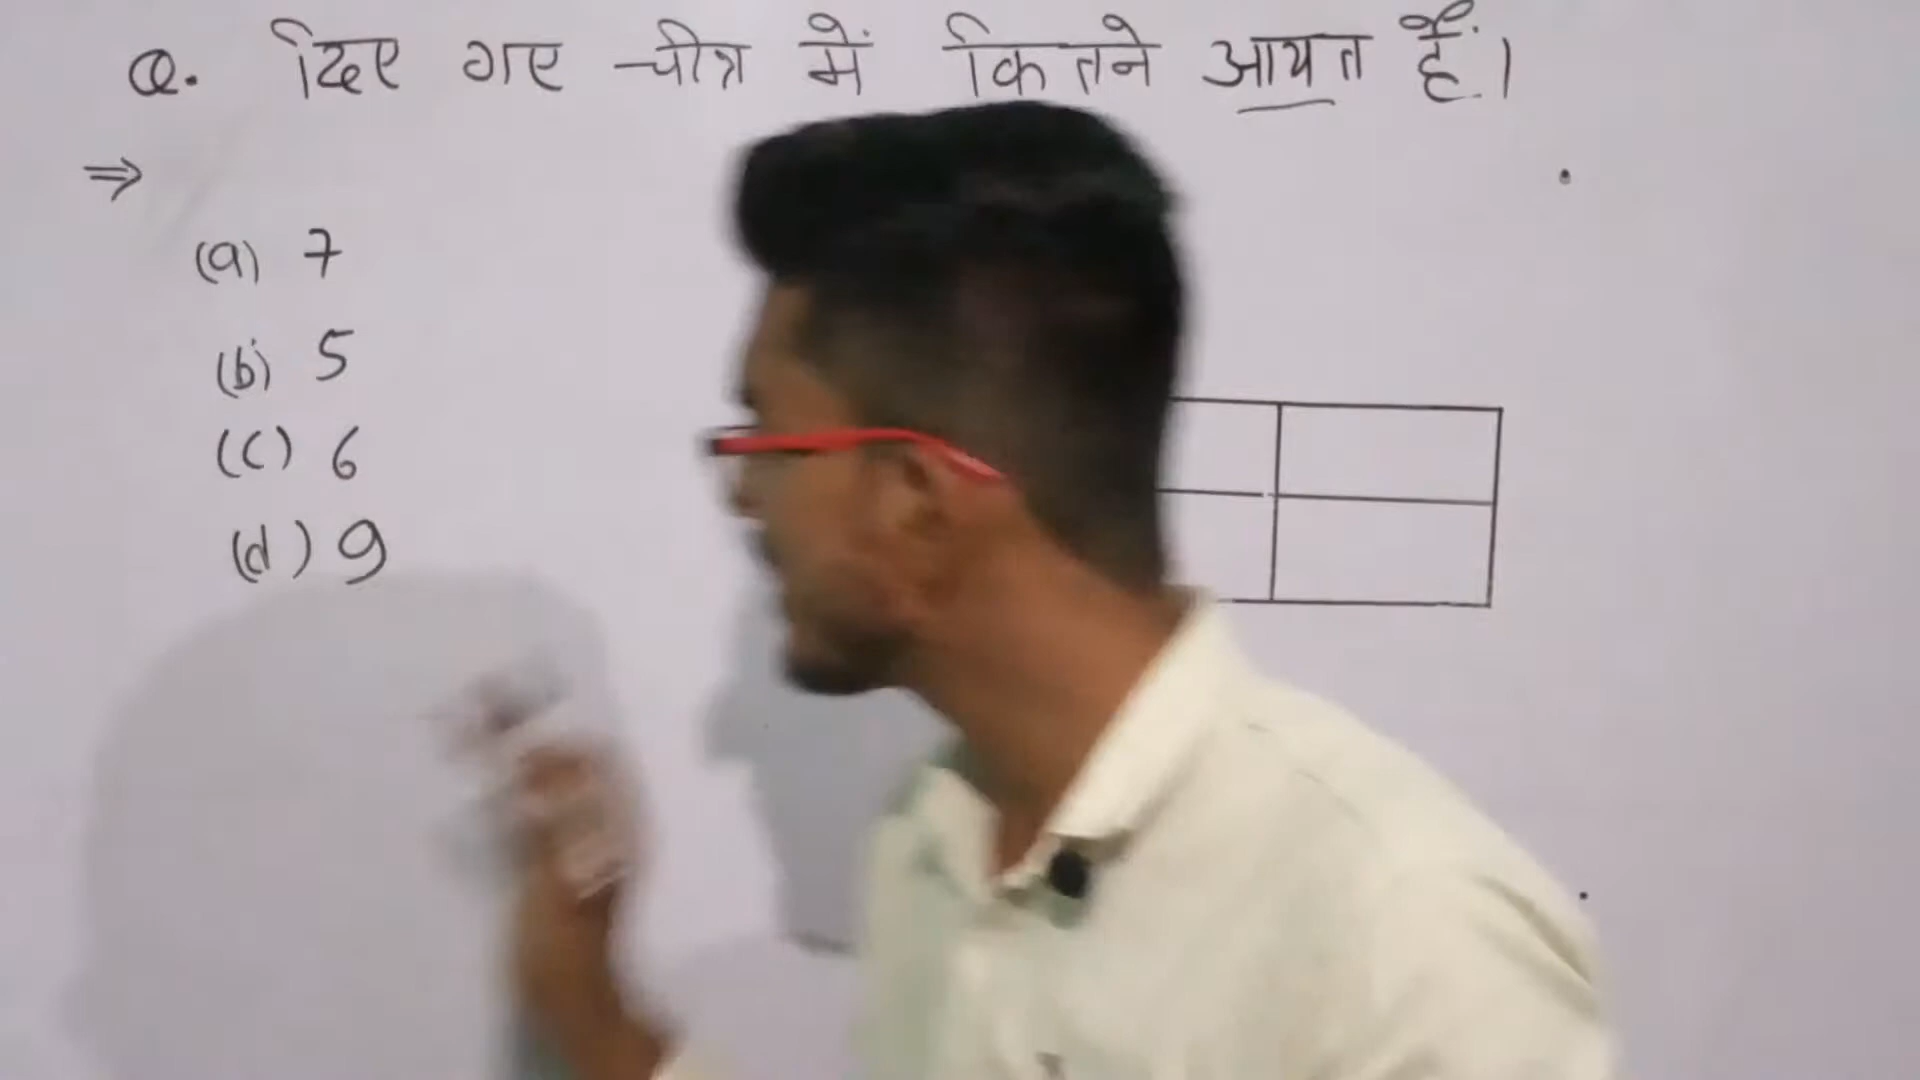 Q. दिए गए चीत्र में कितने आयत हैं।
⇒
(a) 7
(b) 5
(c) 6
(d) 9